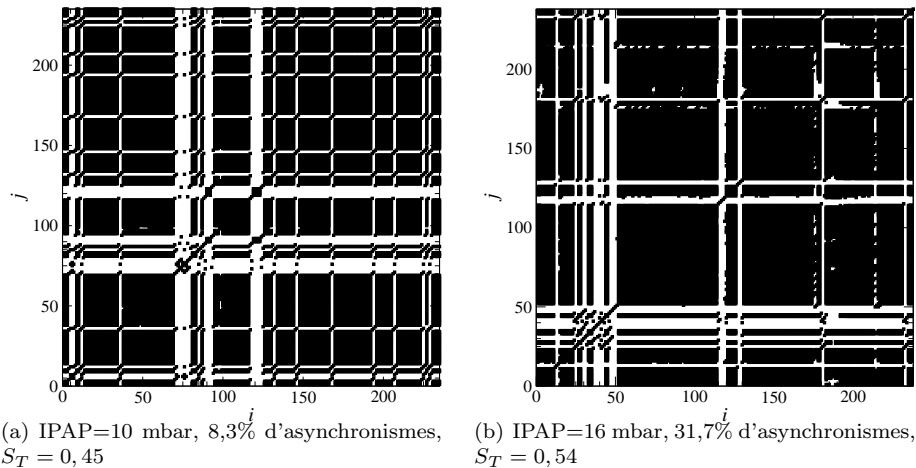 200
150
100
50
0
j
0
50
100
150
200
i
200
150
100
50
0
j
0
50
100
150
200
i
(a) IPAP=10 mbar, 8,3% d'asynchronismes,
S_T = 0, 45
(b) IPAP=16 mbar, 31,7% d'asynchronismes,
S_T = 0, 54